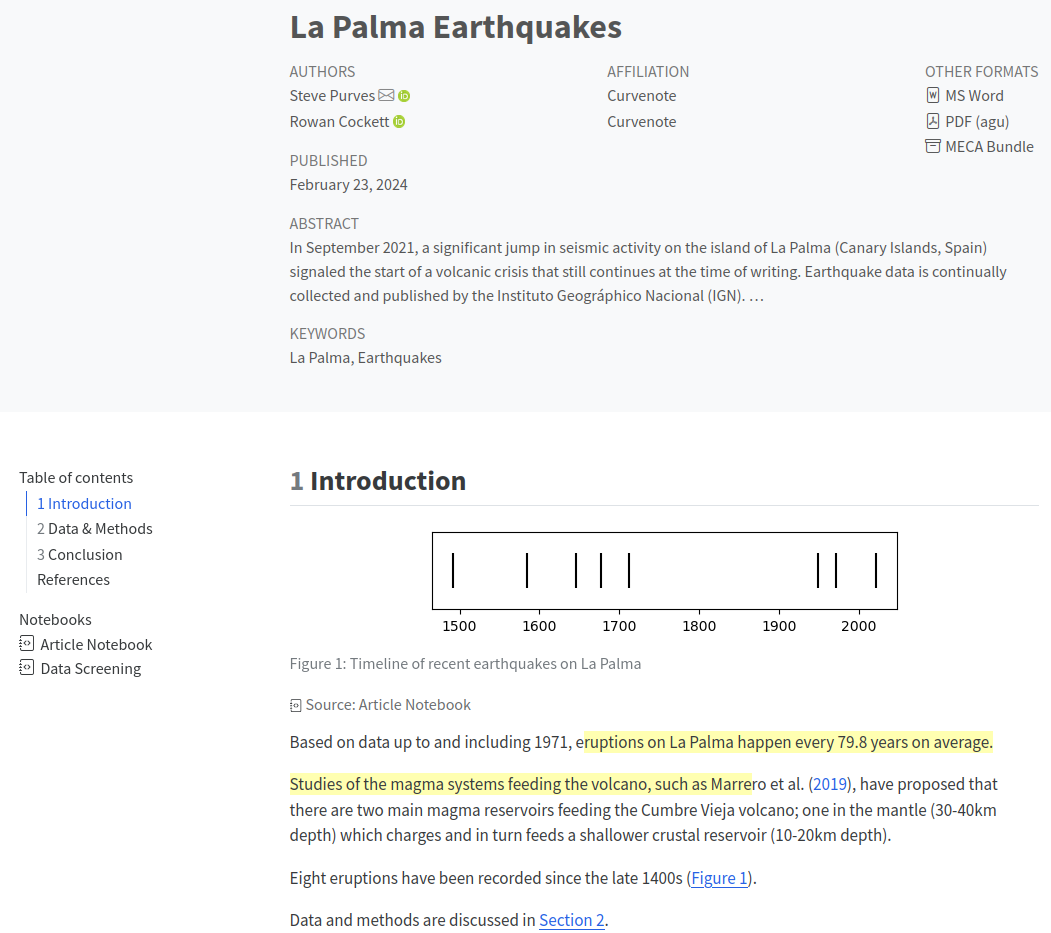 La Palma Earthquakes
AUTHORS
Steve Purves
Rowan Cockett
AFFILIATION
Curvenote
Curvenote
OTHER FORMATS
MS Word
PDF (agu)
MECA Bundle
PUBLISHED
February 23, 2024
ABSTRACT
In September 2021, a significant jump in seismic activity on the island of La Palma (Canary Islands, Spain)
signaled the start of a volcanic crisis that still continues at the time of writing. Earthquake data is continually
collected and published by the Instituto Geográphico Nacional (IGN). …
KEYWORDS
La Palma, Earthquakes
Table of contents
1 Introduction
2 Data & Methods
3 Conclusion
References
Notebooks
Article Notebook
Data Screening
1 Introduction
1500 1600 1700 1800 1900 2000
Figure 1: Timeline of recent earthquakes on La Palma
Source: Article Notebook
Based on data up to and including 1971, eruptions on La Palma happen every 79.8 years on average.
Studies of the magma systems feeding the volcano, such as Marrero et al. (2019), have proposed that
there are two main magma reservoirs feeding the Cumbre Vieja volcano; one in the mantle (30-40km
depth) which charges and in turn feeds a shallower crustal reservoir (10-20km depth).
Eight eruptions have been recorded since the late 1400s (Figure 1).
Data and methods are discussed in Section 2.